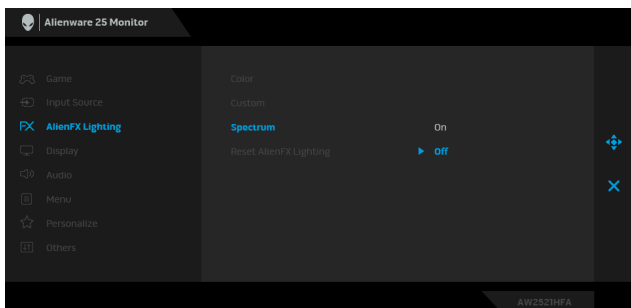 Alienware 25 Monitor
Game
Input Source
AlienFX Lighting
Display
Audio
Menu
Personalize
Others
Color
Custom
Spectrum On
Reset AlienFX Lighting Off
AW2521HFA